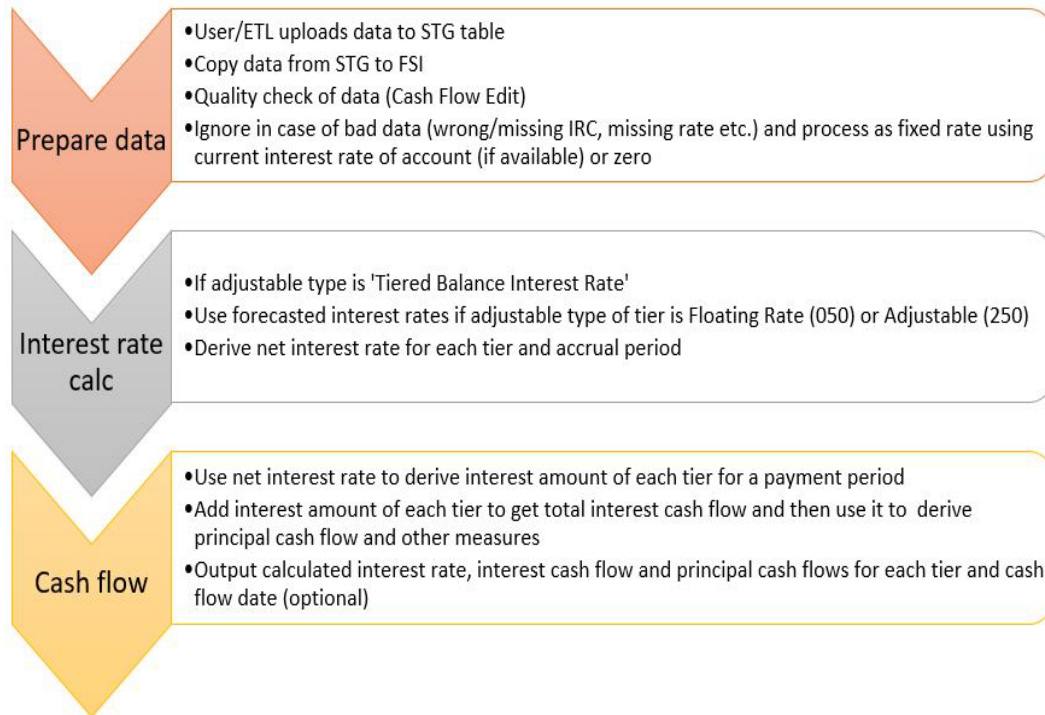 •User/ETL uploads data to STG table
•Copy data from STG to FSI
•Quality check of data (Cash Flow Edit)
•Ignore in case of bad data (wrong/missing IRC, missing rate etc.) and process as fixed rate using
current interest rate of account (if available) or zero
Prepare data
•If adjustable type is 'Tiered Balance Interest Rate'
•Use forecasted interest rates if adjustable type of tier is Floating Rate (050) or Adjustable (250)
•Derive net interest rate for each tier and accrual period
Interest rate
calc
•Use net interest rate to derive interest amount of each tier for a payment period
•Add interest amount of each tier to get total interest cash flow and then use it to derive
principal cash flow and other measures
•Output calculated interest rate, interest cash flow and principal cash flows for each tier and cash
flow date (optional)
Cash flow